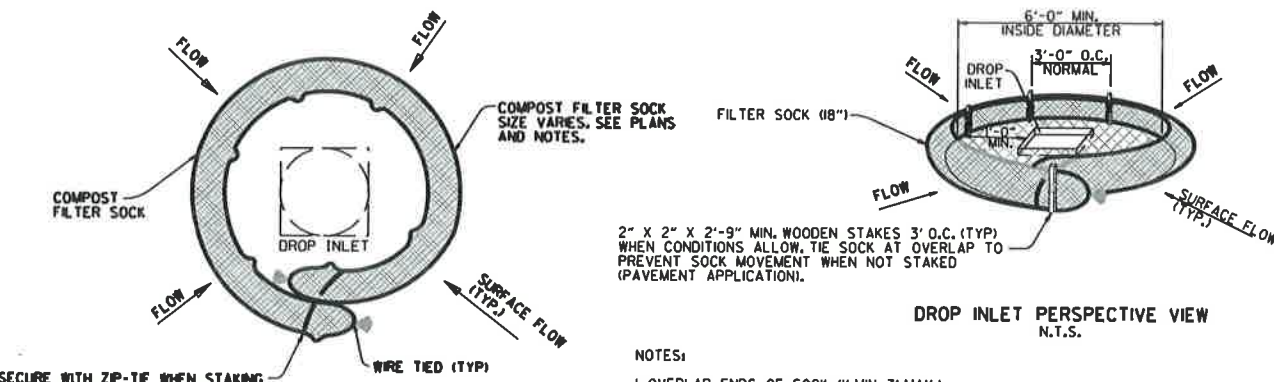 FLOW
FLOW
COMPOST FILTER SOCK
SIZE VARIES. SEE PLANS
AND NOTES.
COMPOST
FILTER SOCK
DROP INLET
FLOW
SURFACE FLOW
(TYP.)
WIRE TIED (TYP)
SECURE WITH ZIP-TIE WHEN STAKING
6'-0" MIN.
INSIDE DIAMETER
3'-0" O.C.
NORMAL
DROP
INLET
FLOW
FLOW
FILTER SOCK (18")
1'-0"
MIN.
FLOW
SURFACE FLOW
(TYP.)
2" X 2" X 2'-9" MIN. WOODEN STAKES 3' O.C. (TYP)
WHEN CONDITIONS ALLOW. TIE SOCK AT OVERLAP TO
PREVENT SOCK MOVEMENT WHEN NOT STAKED
(PAVEMENT APPLICATION).
DROP INLET PERSPECTIVE VIEW
N.T.S.
NOTES: